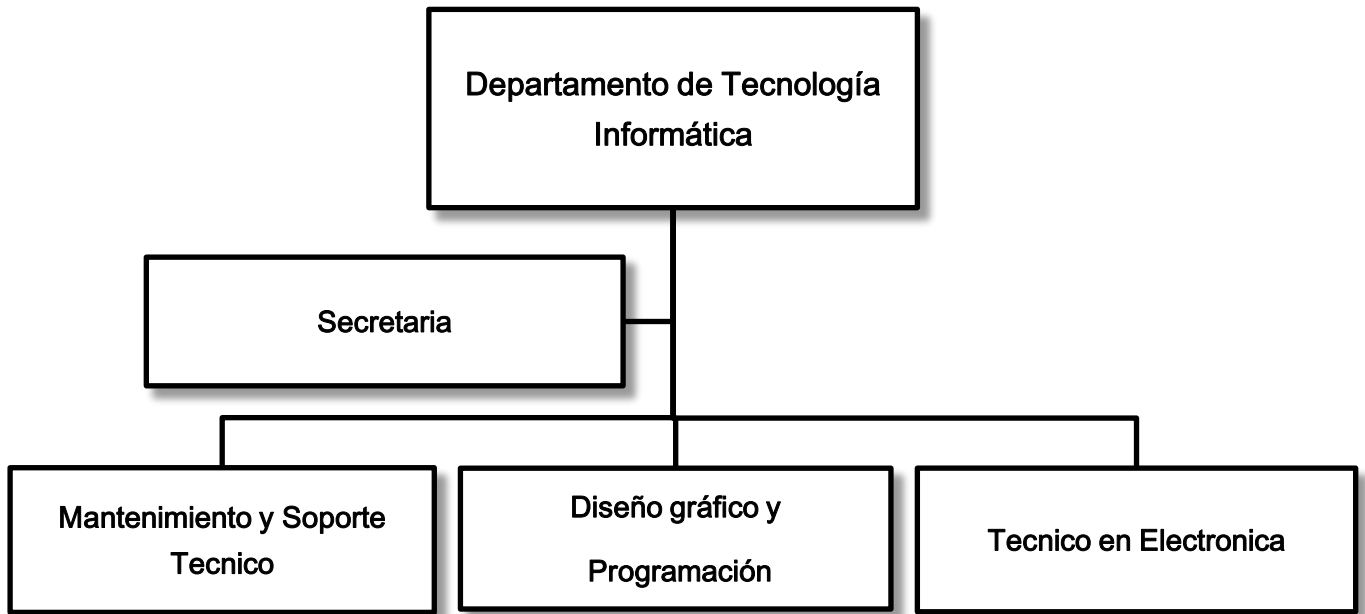 Departamento de Tecnología
Informática
Secretaria
Mantenimiento y Soporte
Tecnico
Diseño gráfico y
Programación
Tecnico en Electronica